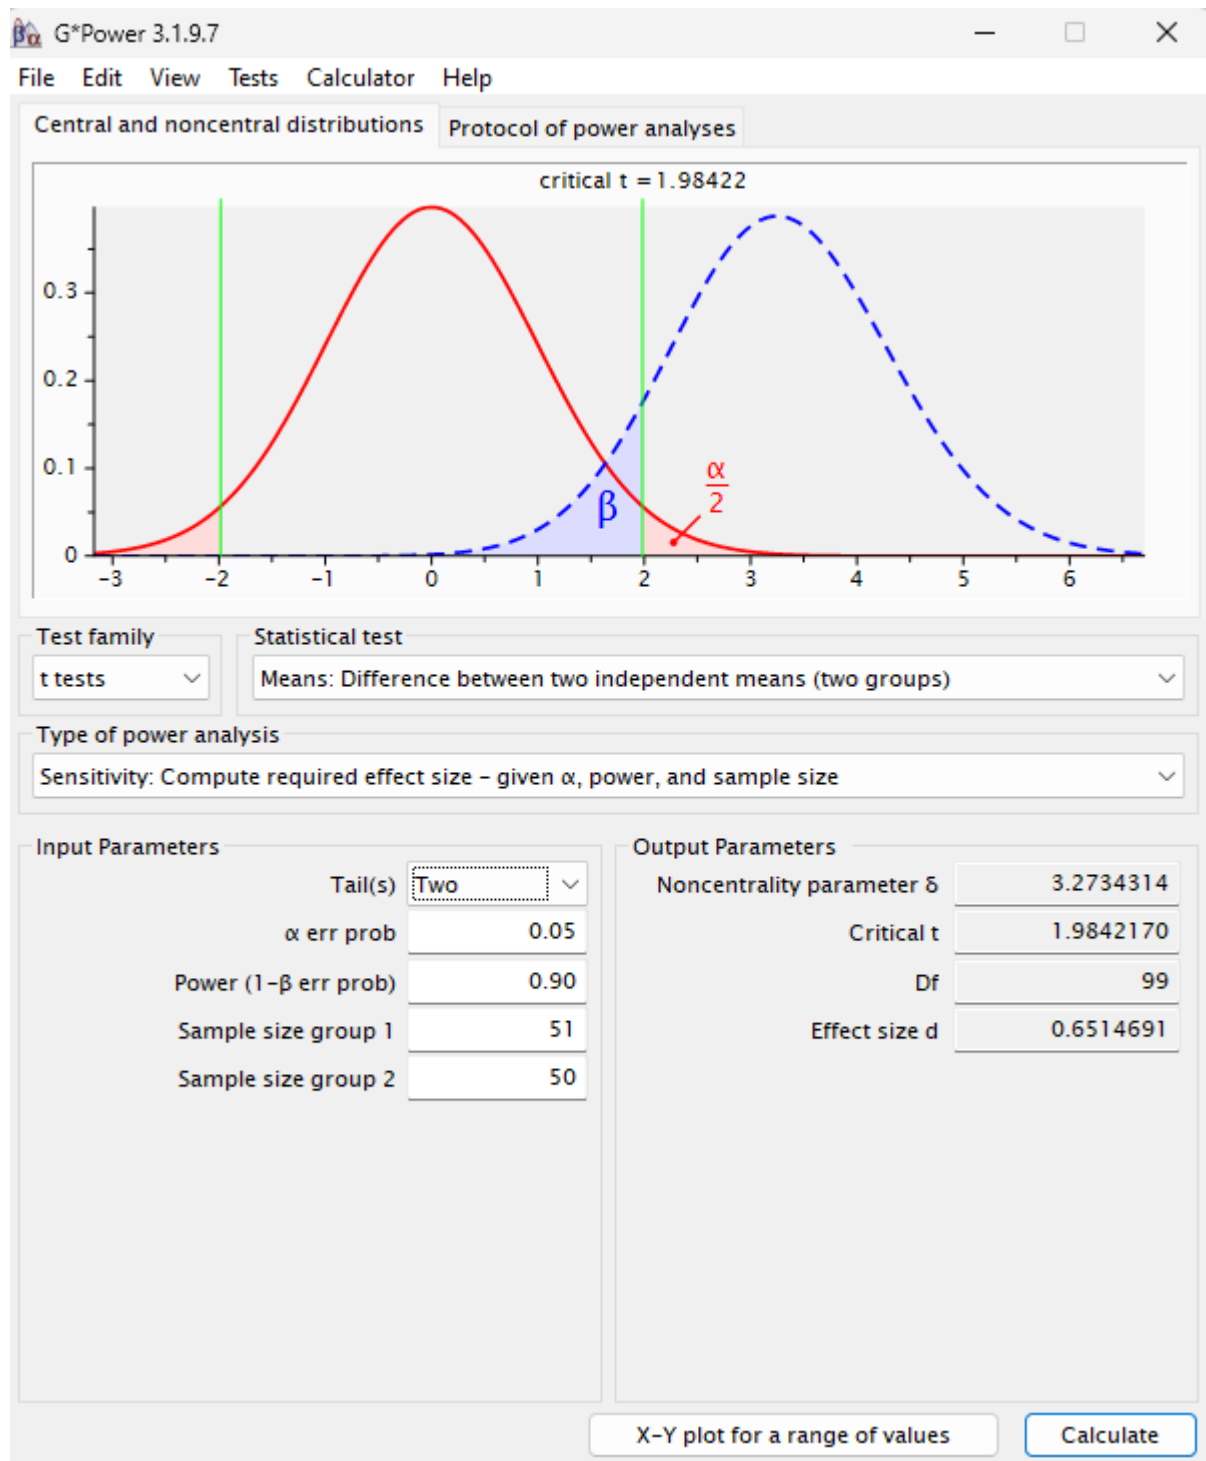 G*Power 3.1.9.7
File Edit View Tests Calculator Help
Central and noncentral distributions Protocol of power analyses
critical t = 1.98422
0.3
0.2
0.1
0
β
α
2
-3 -2 -1 0 1 2 3 4 5 6
Test family Statistical test
t tests Means: Difference between two independent means (two groups)
Type of power analysis
Sensitivity: Compute required effect size – given α, power, and sample size
Input Parameters Output Parameters
Tail(s) Two Noncentrality parameter δ 3.2734314
α err prob 0.05 Critical t 1.9842170
Power (1–β err prob) 0.90 Df 99
Sample size group 1 51 Effect size d 0.6514691
Sample size group 2 50
X–Y plot for a range of values Calculate